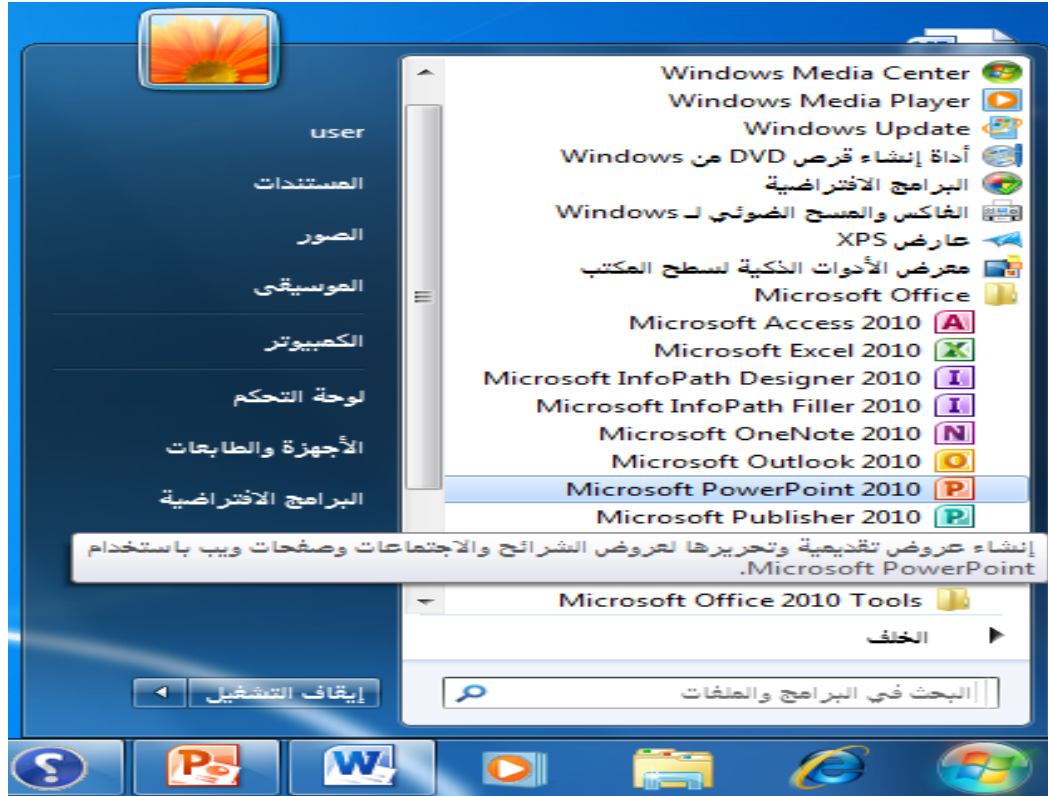 Windows Media Center
Windows Media Player
Windows Update
أداة إنشاء قرص DVD من Windows
البرامج الافتراضية
الفاكس والمسح الضوئي لـ Windows
عارض XPS
معرض الأدوات الذكية لسطح المكتب
Microsoft Office
Microsoft Access 2010
Microsoft Excel 2010
Microsoft InfoPath Designer 2010
Microsoft InfoPath Filler 2010
Microsoft OneNote 2010
Microsoft Outlook 2010
Microsoft PowerPoint 2010
Microsoft Publisher 2010
إنشاء عروض تقديمية وتحريرها لعروض الشرائح والاجتماعات وصفحات ويب باستخدام
Microsoft PowerPoint.
Microsoft Office 2010 Tools
الخلف
البحث في البرامج والملفات
user
المستندات
الصور
الموسيقى
الكمبيوتر
لوحة التحكم
الأجهزة والطابعات
البرامج الافتراضية
إيقاف التشغيل